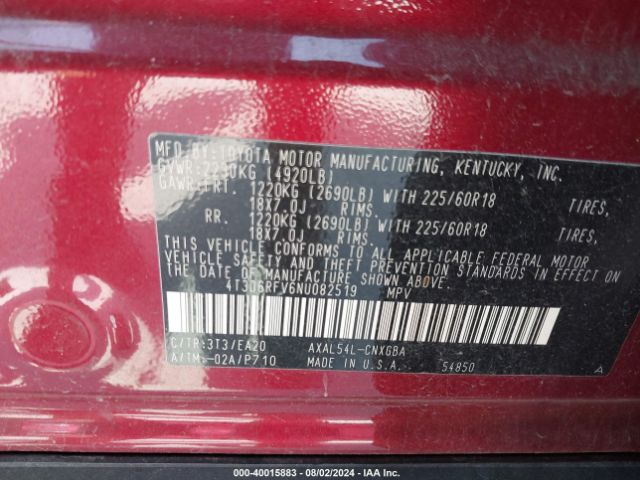 MFD. BY: TOYOTA MOTOR MANUFACTURING, KENTUCKY, INC.
GVWR: 2230KG (4920LB)
GAWR: FRT. 1220KG (2690LB) WITH 225/60R18 TIRES,
18X7.0J RIMS.
RR. 1220KG (2690LB) WITH 225/60R18 TIRES,
18X7.0J RIMS.
THIS VEHICLE CONFORMS TO ALL APPLICABLE FEDERAL MOTOR
VEHICLE SAFETY AND THEFT PREVENTION STANDARDS IN EFFECT ON
THE DATE OF MANUFACTURE SHOWN ABOVE.
4T3D6RFV6NU082519 MPV
C/TR: 3T3/EA20 AXAL54L-CNXGBA
A/TM: -02A/P710 MADE IN U.S.A. 54850 A
© COPART - 40015883 - 08/02/2024 - IAA Inc.